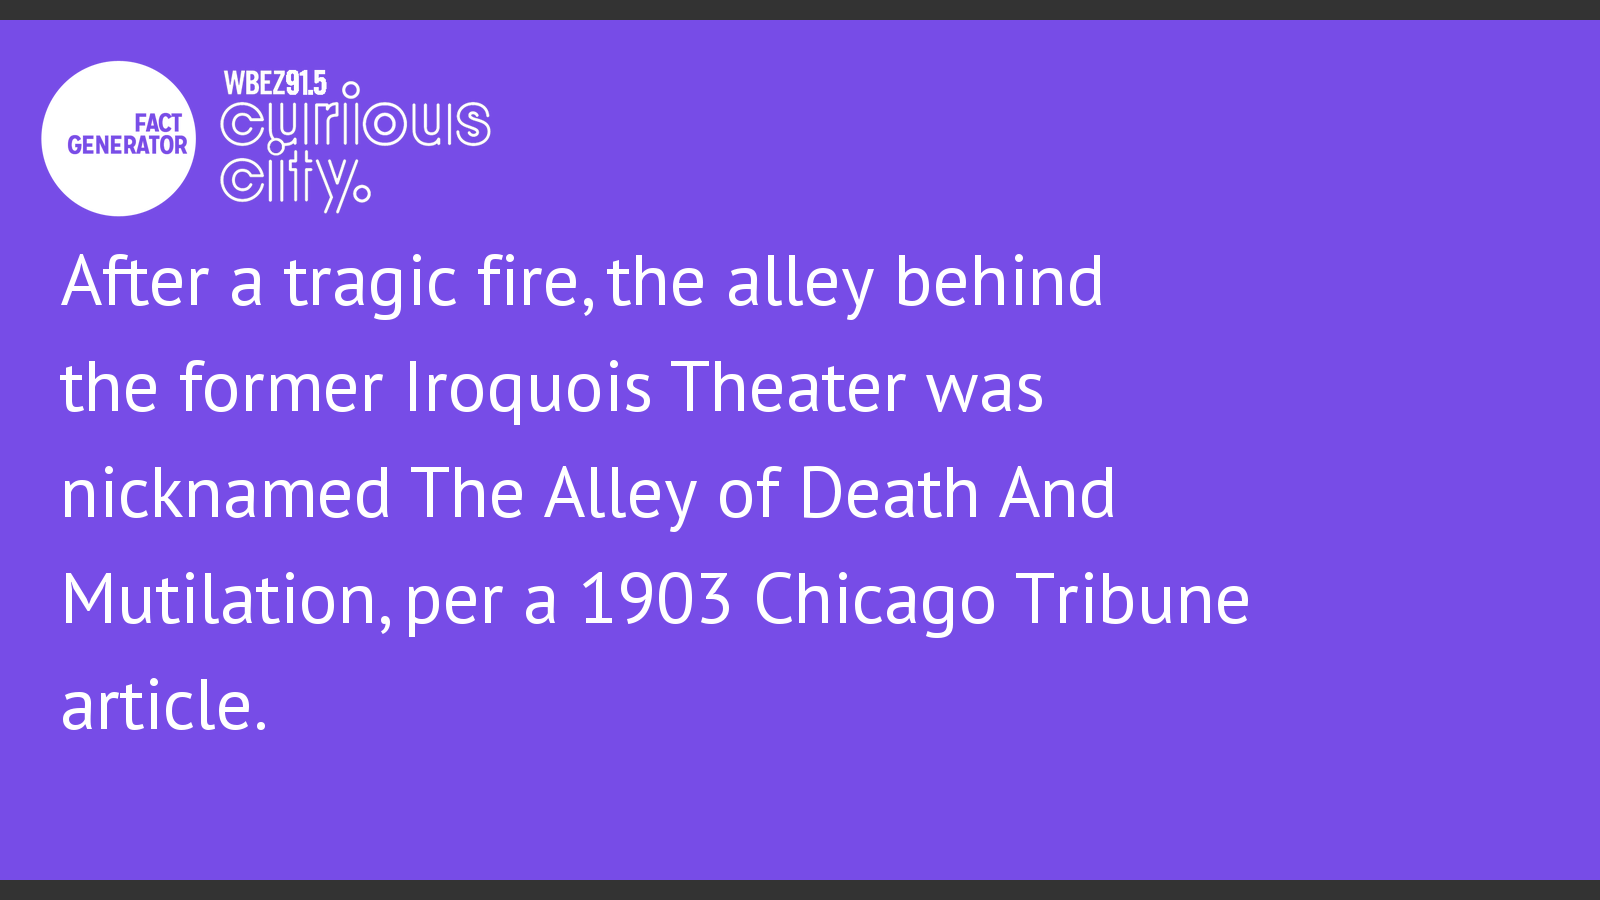 FACT
GENERATOR
WBEZ91.5
curious
city.
After a tragic fire, the alley behind
the former Iroquois Theater was
nicknamed The Alley of Death And
Mutilation, per a 1903 Chicago Tribune
article.